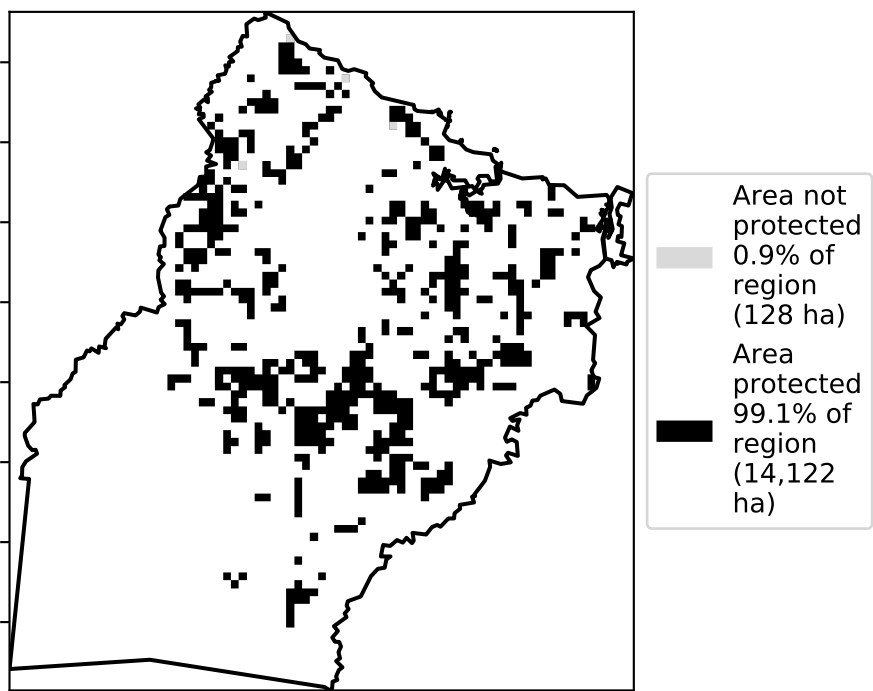 Area not
protected
0.9% of
region
(128 ha)
Area
protected
99.1% of
region
(14,122
ha)